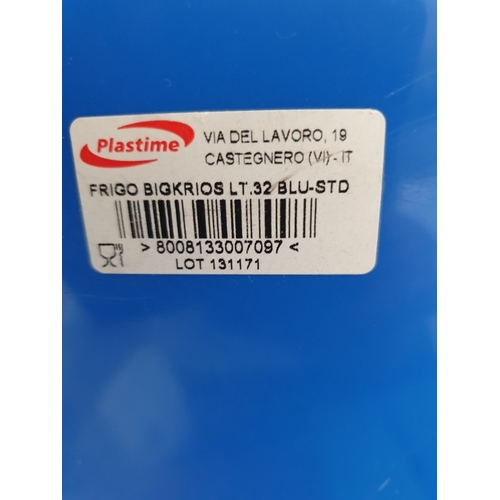 Plastime
VIA DEL LAVORO, 19
CASTEGNERO (VI) - IT
FRIGO BIGKRIOS LT.32 BLU-STD
> 8008133007097 <
LOT 131171